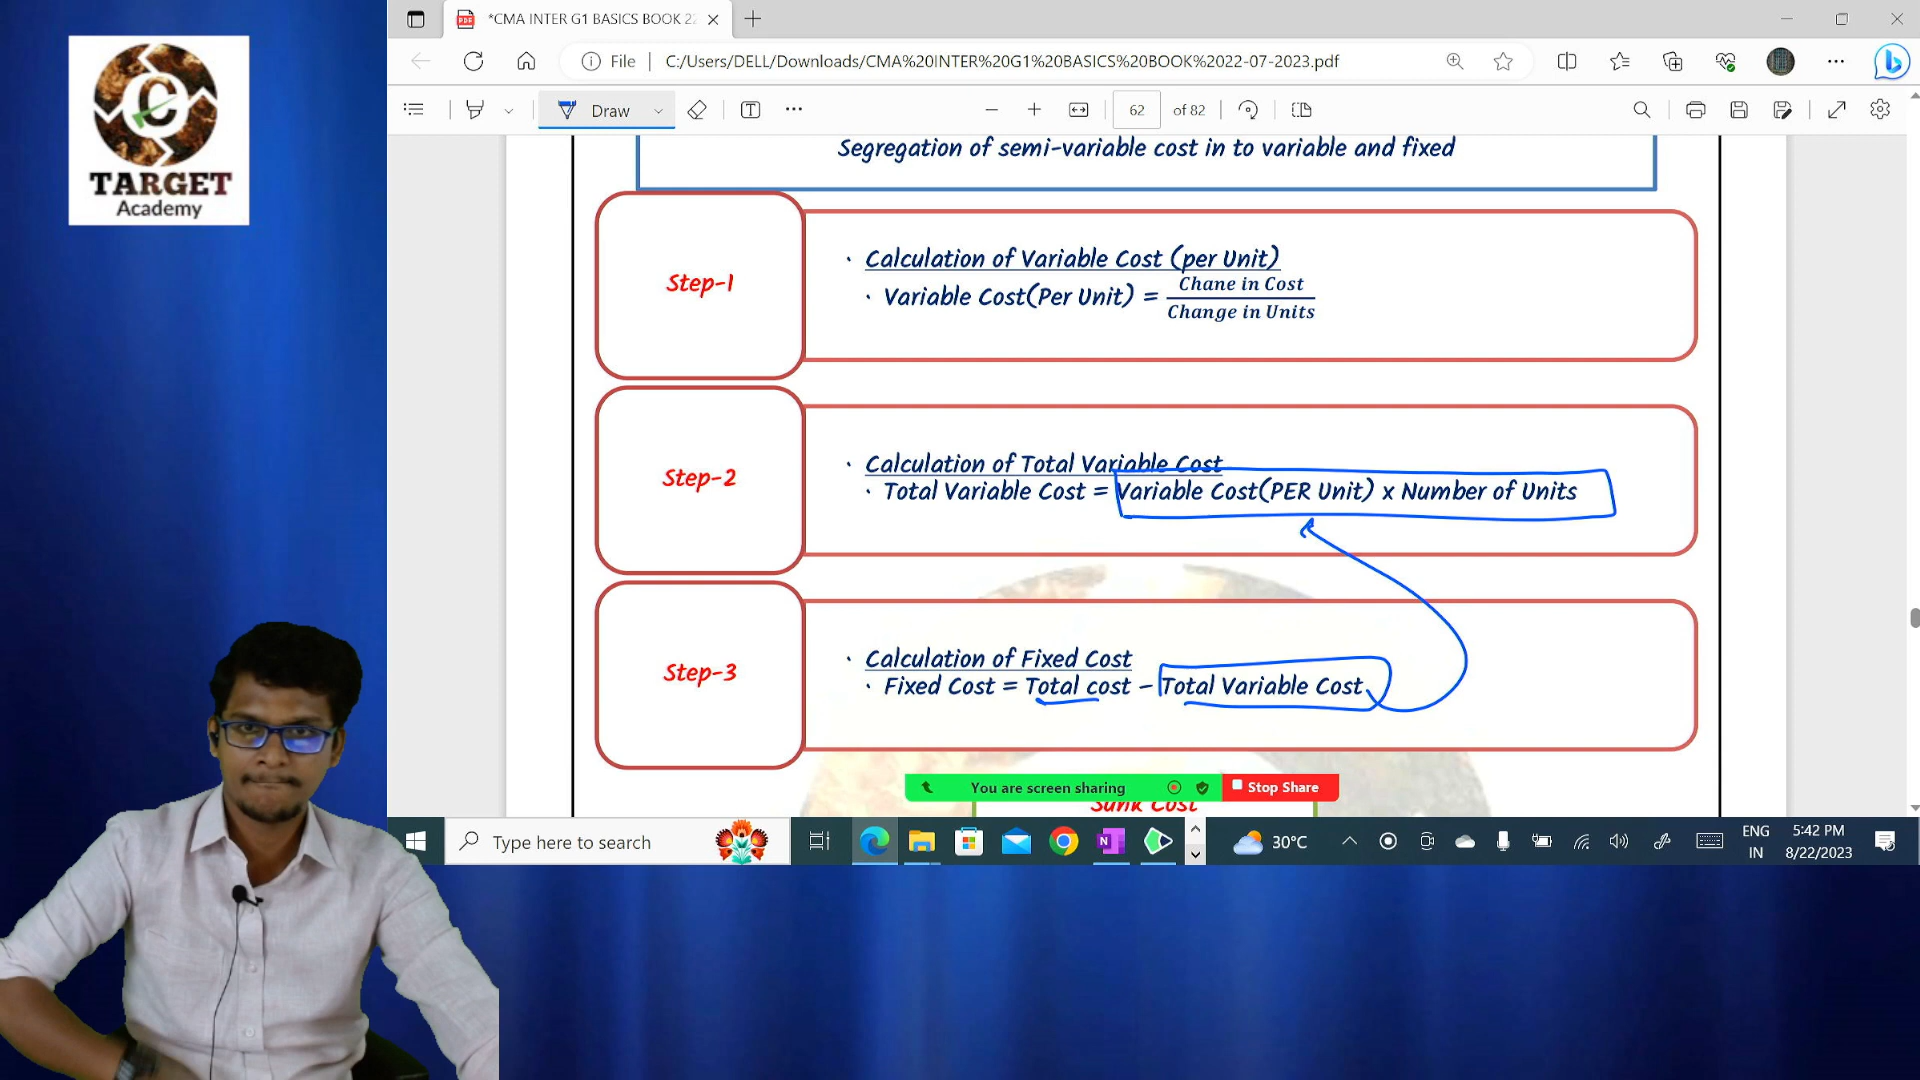 *CMA INTER G1 BASICS BOOK 22
File
C:/Users/DELL/Downloads/CMA%20INTER%20G1%20BASICS%20BOOK%2022-07-2023.pdf
Draw
62 of 82
TARGET
Academy
Segregation of semi-variable cost in to variable and fixed
Step-1
• Calculation of Variable Cost (per Unit)
• Variable Cost(Per Unit) = Chane in Cost
Change in Units
Step-2
• Calculation of Total Variable Cost
• Total Variable Cost = Variable Cost(PER Unit) x Number of Units
Step-3
• Calculation of Fixed Cost
• Fixed Cost = Total cost – Total Variable Cost
You are screen sharing
Stop Share
Sunk Cost
Type here to search
30°C
ENG
IN
5:42 PM
8/22/2023